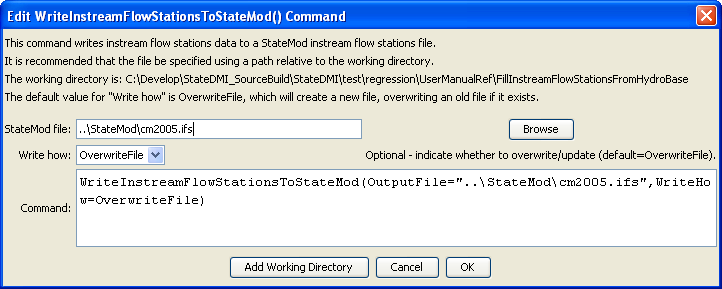 Edit WriteInstreamFlowStationsToStateMod() Command
This command writes instream flow stations data to a StateMod instream flow stations file.
It is recommended that the file be specified using a path relative to the working directory.
The working directory is: C:\Develop\StateDMI_SourceBuild\StateDMI\test\regression\UserManualRef\FillInstreamFlowStationsFromHydroBase
The default value for "Write how" is OverwriteFile, which will create a new file, overwriting an old file if it exists.
StateMod file: ..\StateMod\cm2005.ifs Browse
Write how: OverwriteFile Optional - indicate whether to overwrite/update (default=OverwriteFile).
Command: WriteInstreamFlowStationsToStateMod(OutputFile="..\StateMod\cm2005.ifs",WriteHo
w=OverwriteFile)
Add Working Directory Cancel OK